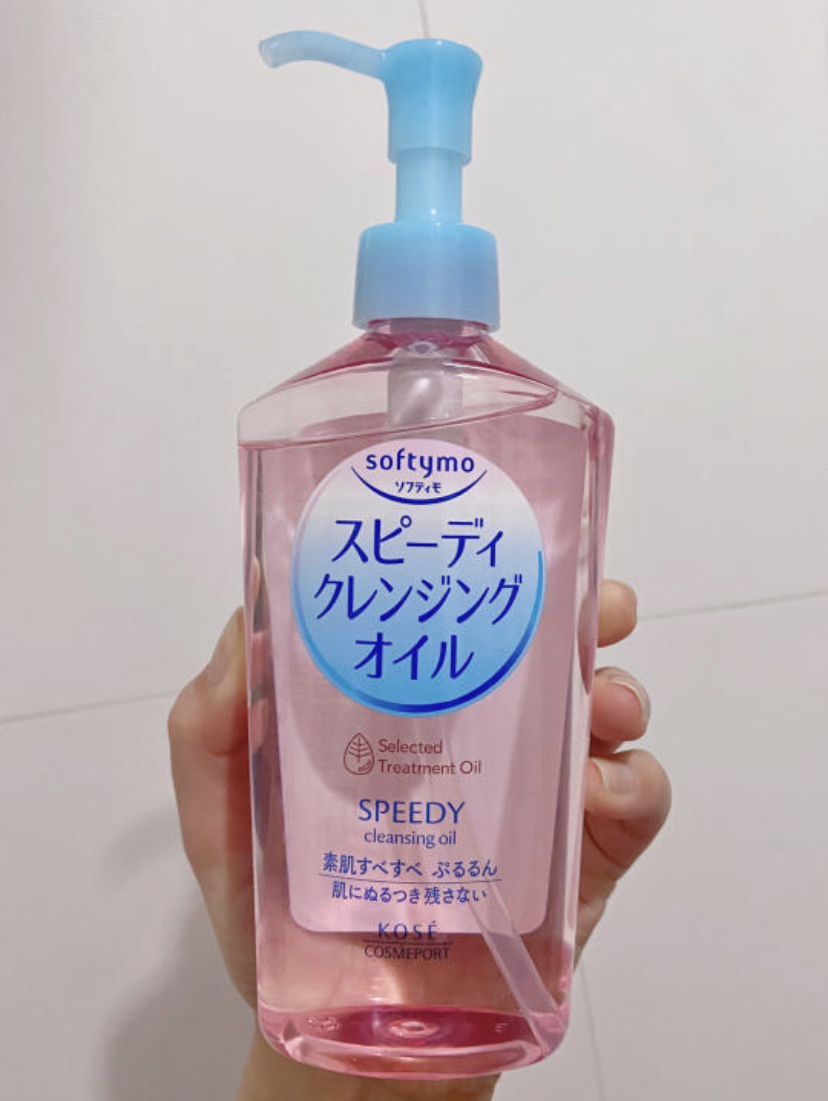 softymo
ソフティモ
スピーディ
クレンジング
オイル
Selected
Treatment Oil
SPEEDY
cleansing oil
素肌すべすべ ぷるるん
肌にぬるつき残さない
KOSÉ
COSMEPORT